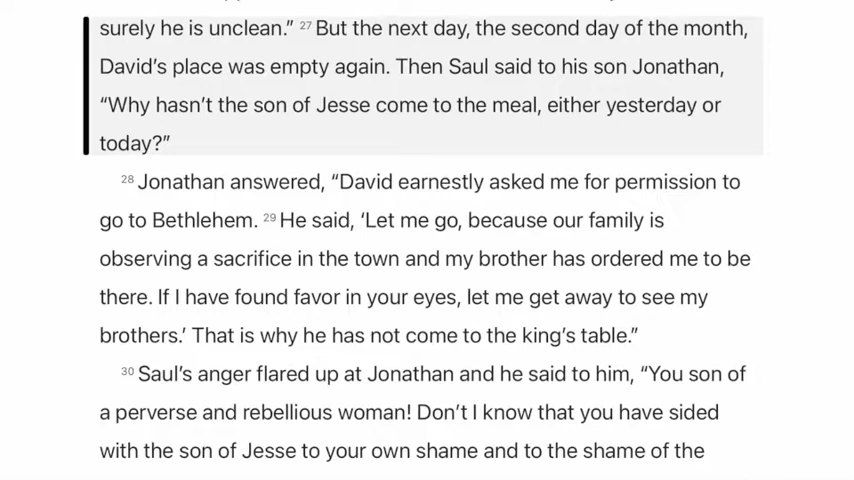 surely he is unclean.” 27 But the next day, the second day of the month,
David’s place was empty again. Then Saul said to his son Jonathan,
“Why hasn’t the son of Jesse come to the meal, either yesterday or
today?”
28 Jonathan answered, “David earnestly asked me for permission to
go to Bethlehem. 29 He said, ‘Let me go, because our family is
observing a sacrifice in the town and my brother has ordered me to be
there. If I have found favor in your eyes, let me get away to see my
brothers.’ That is why he has not come to the king’s table.”
30 Saul’s anger flared up at Jonathan and he said to him, “You son of
a perverse and rebellious woman! Don’t I know that you have sided
with the son of Jesse to your own shame and to the shame of the